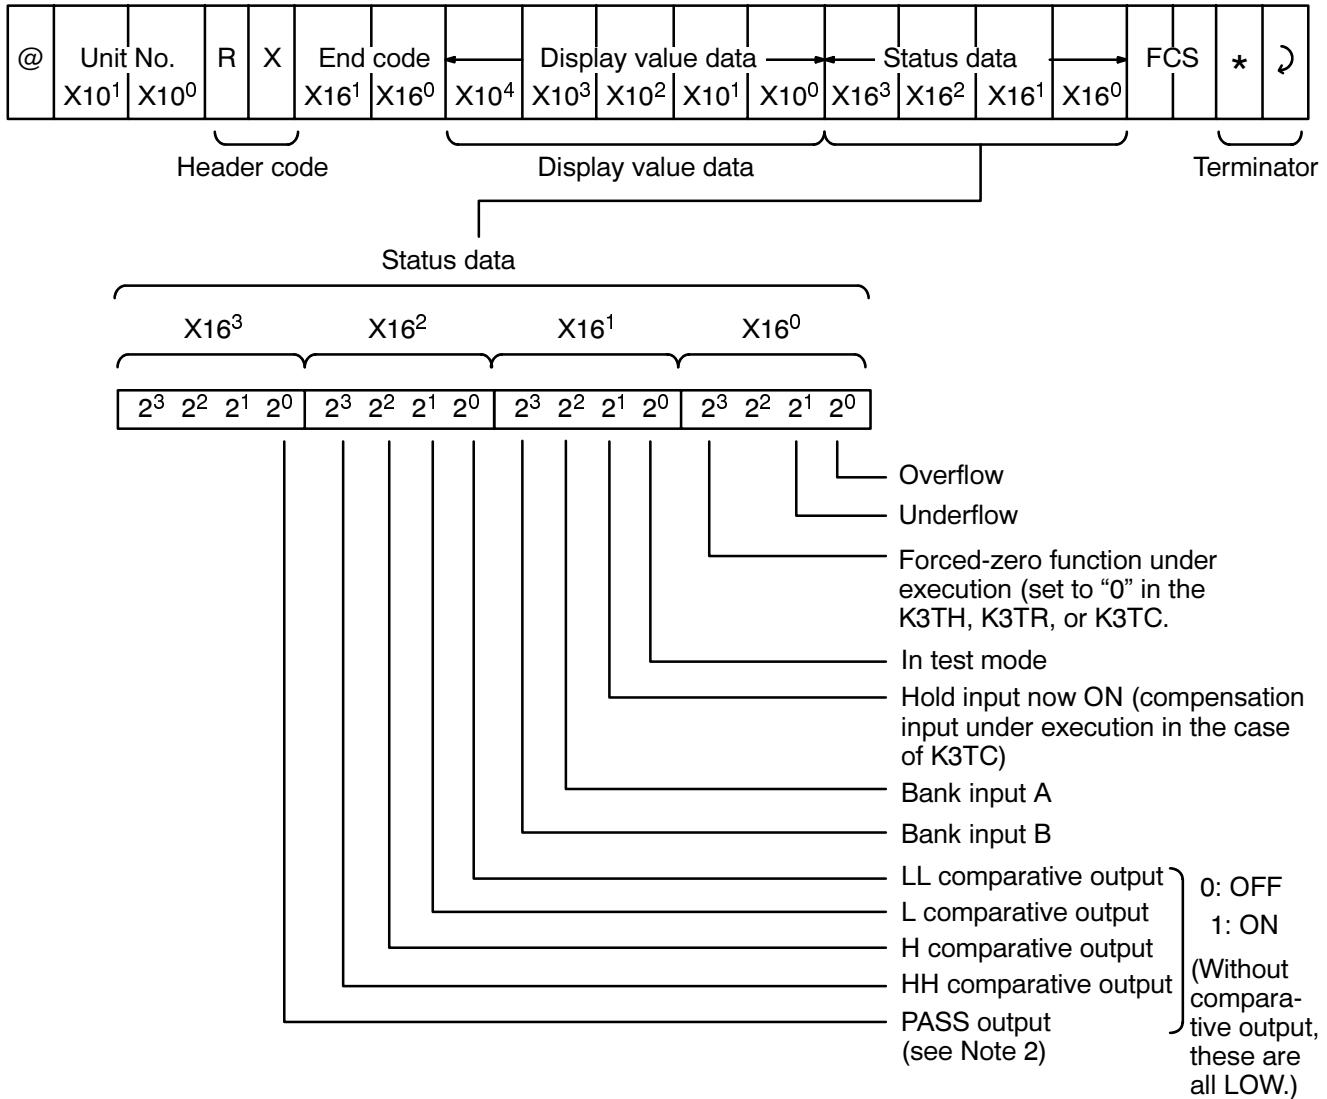 @ Unit No. R X End code Display value data Status data FCS * ⤸
X10¹ X10⁰ X16¹ X16⁰ X10⁴ X10³ X10² X10¹ X10⁰ X16³ X16² X16¹ X16⁰
Header code Display value data Terminator
Status data
X16³ X16² X16¹ X16⁰
2³ 2² 2¹ 2⁰ 2³ 2² 2¹ 2⁰ 2³ 2² 2¹ 2⁰ 2³ 2² 2¹ 2⁰
Overflow
Underflow
Forced-zero function under
execution (set to “0” in the
K3TH, K3TR, or K3TC.
In test mode
Hold input now ON (compensation
input under execution in the case
of K3TC)
Bank input A
Bank input B
LL comparative output
L comparative output
H comparative output
HH comparative output
PASS output
(see Note 2)
0: OFF
1: ON
(Without
compara-
tive output,
these are
all LOW.)